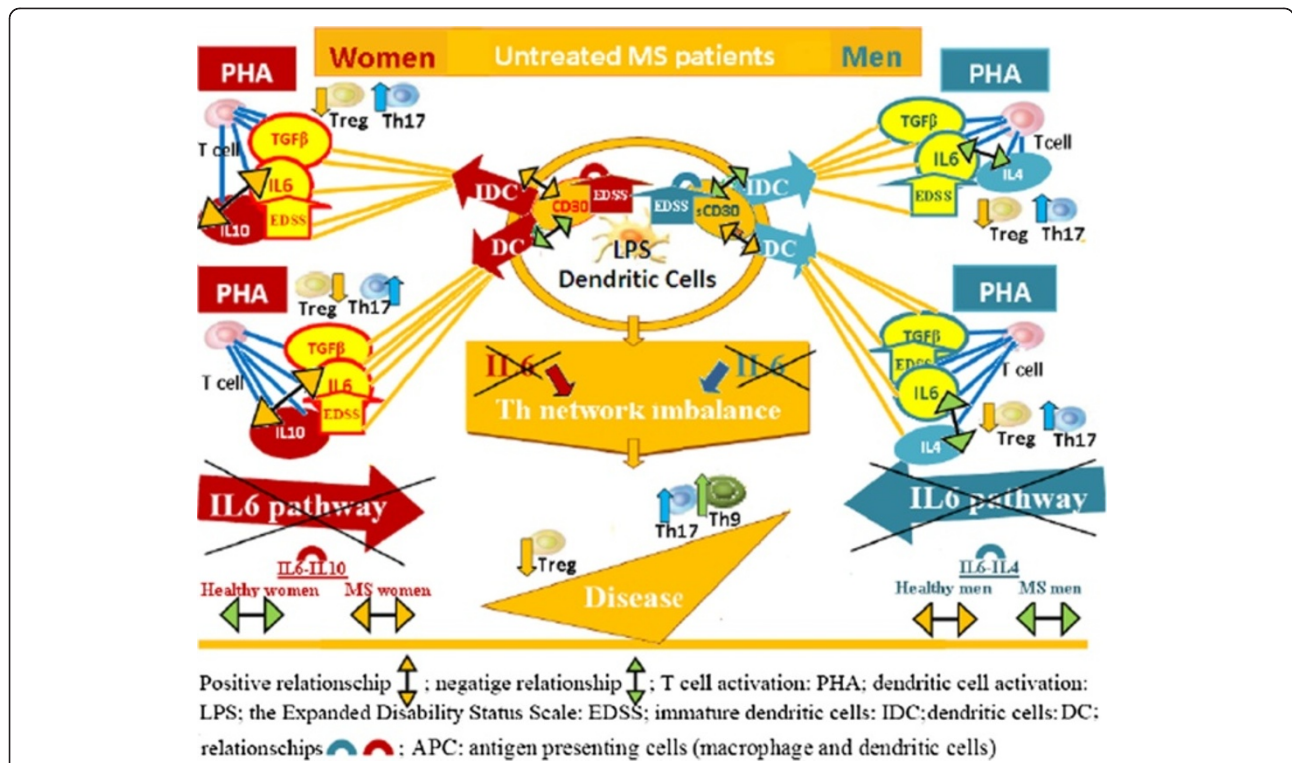 Women Untreated MS patients Men
PHA
Treg Th17
T cell
TGFβ
IL6
IL10
EDSS
PHA
TGFβ
T cell
IL6
IL4
EDSS
Treg Th17
IDC
DC
CD30
EDSS
EDSS
sCD30
IDC
DC
LPS
Dendritic Cells
PHA
Treg Th17
TGFβ
T cell
IL6
EDSS
IL10
PHA
TGFβ
EDSS
T cell
IL6
IL4
Treg Th17
IL6 IL6
Th network imbalance
IL6 pathway
IL6 pathway
Th17 Th9
Treg
Disease
IL6-IL10
Healthy women MS women
IL6-IL4
Healthy men MS men
Positive relationschip ; negatige relationship ; T cell activation: PHA; dendritic cell activation:
LPS; the Expanded Disability Status Scale: EDSS; immature dendritic cells: IDC; dendritic cells: DC;
relationships ; APC: antigen presenting cells (macrophage and dendritic cells)